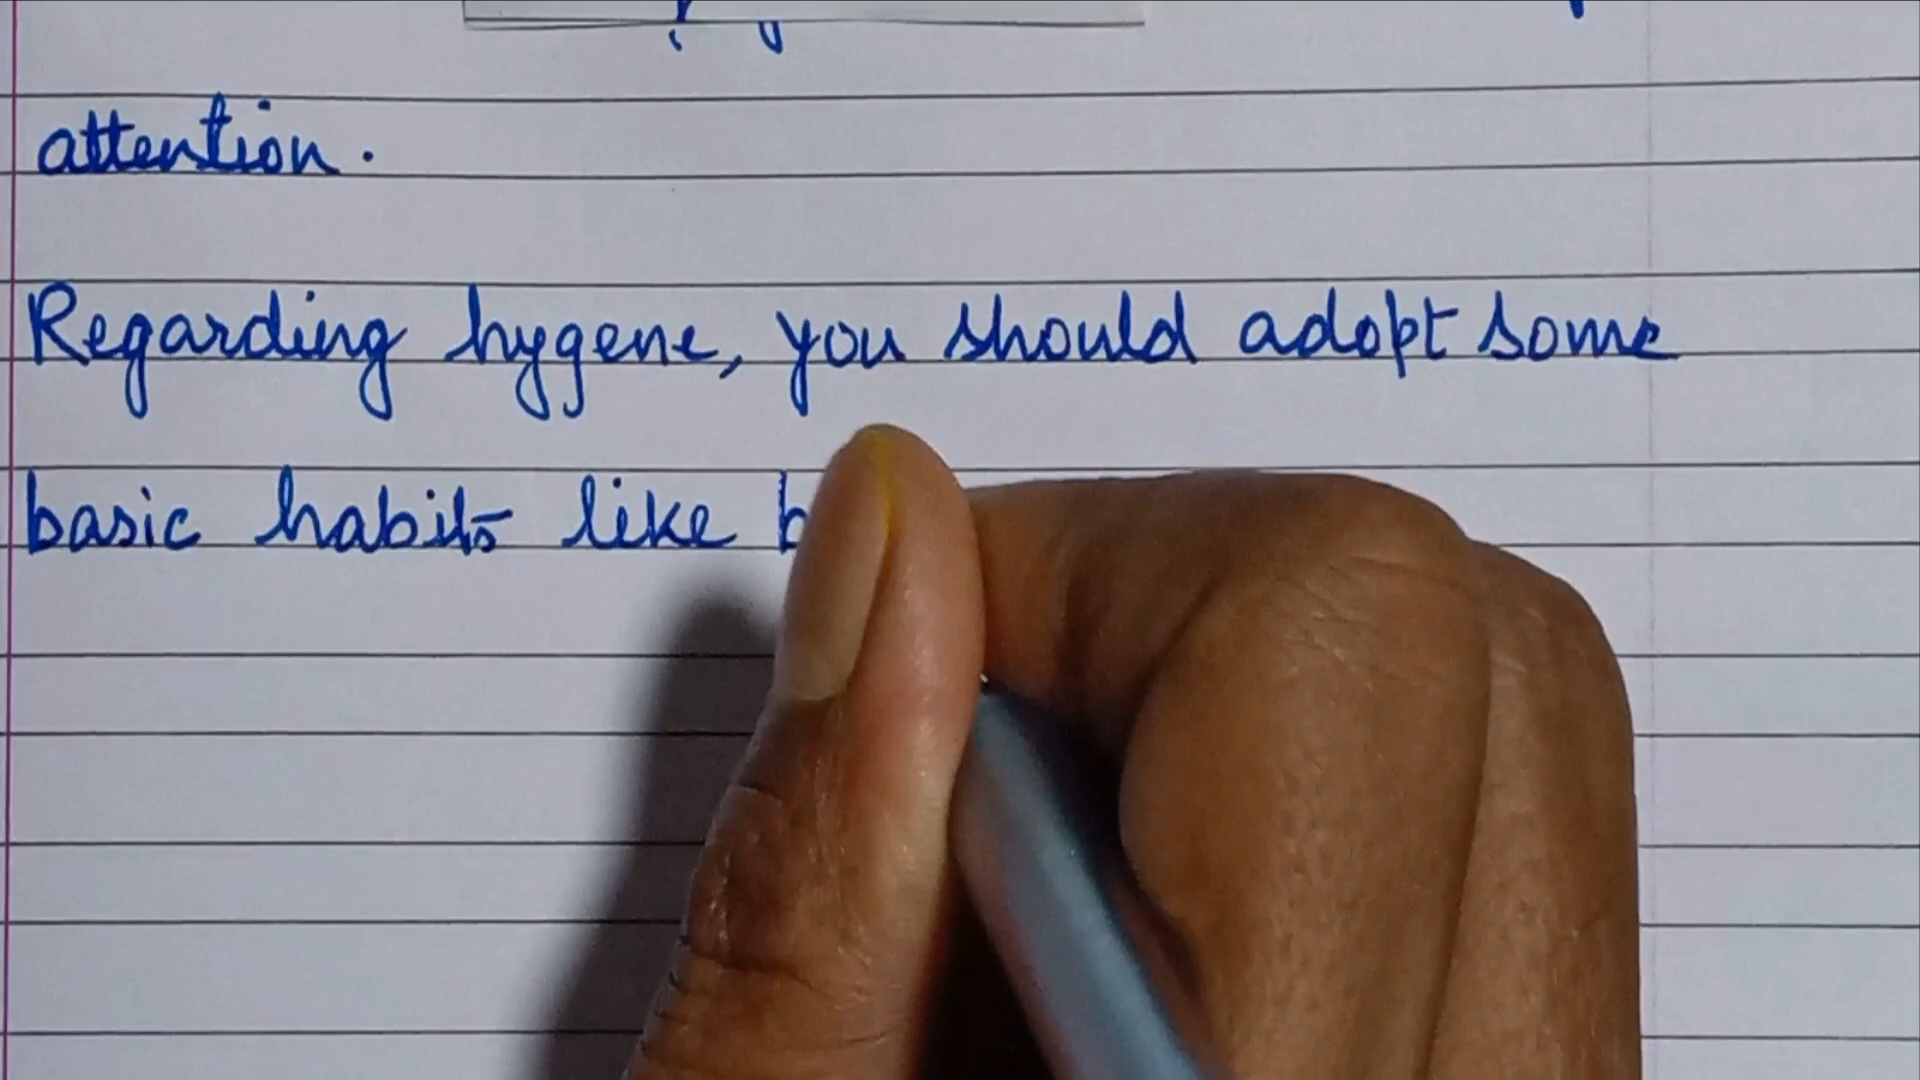 attention.
Regarding hygene, you should adopt some
basic habits like b